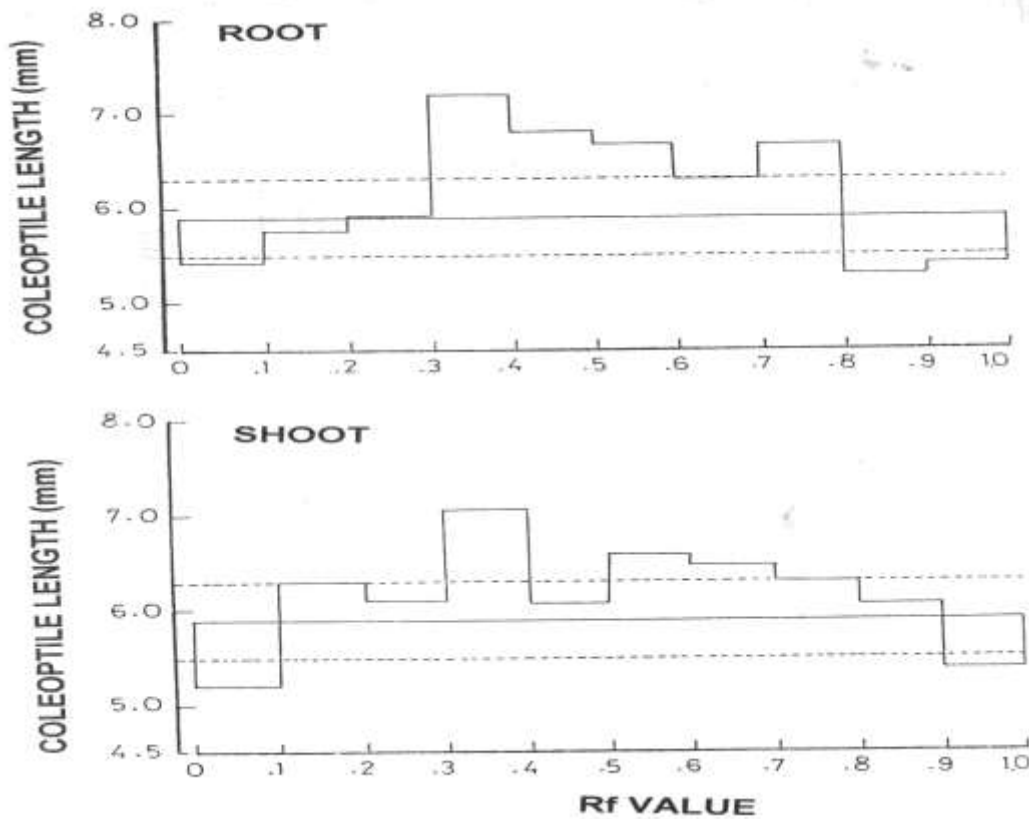 ROOT
COLEOPTILE LENGTH (mm)
8.0
7.0
6.0
5.0
4.5
0 .1 .2 .3 .4 .5 .6 .7 .8 .9 1.0
SHOOT
COLEOPTILE LENGTH (mm)
8.0
7.0
6.0
5.0
4.5
0 .1 .2 .3 .4 .5 .6 .7 .8 .9 1.0
Rf VALUE